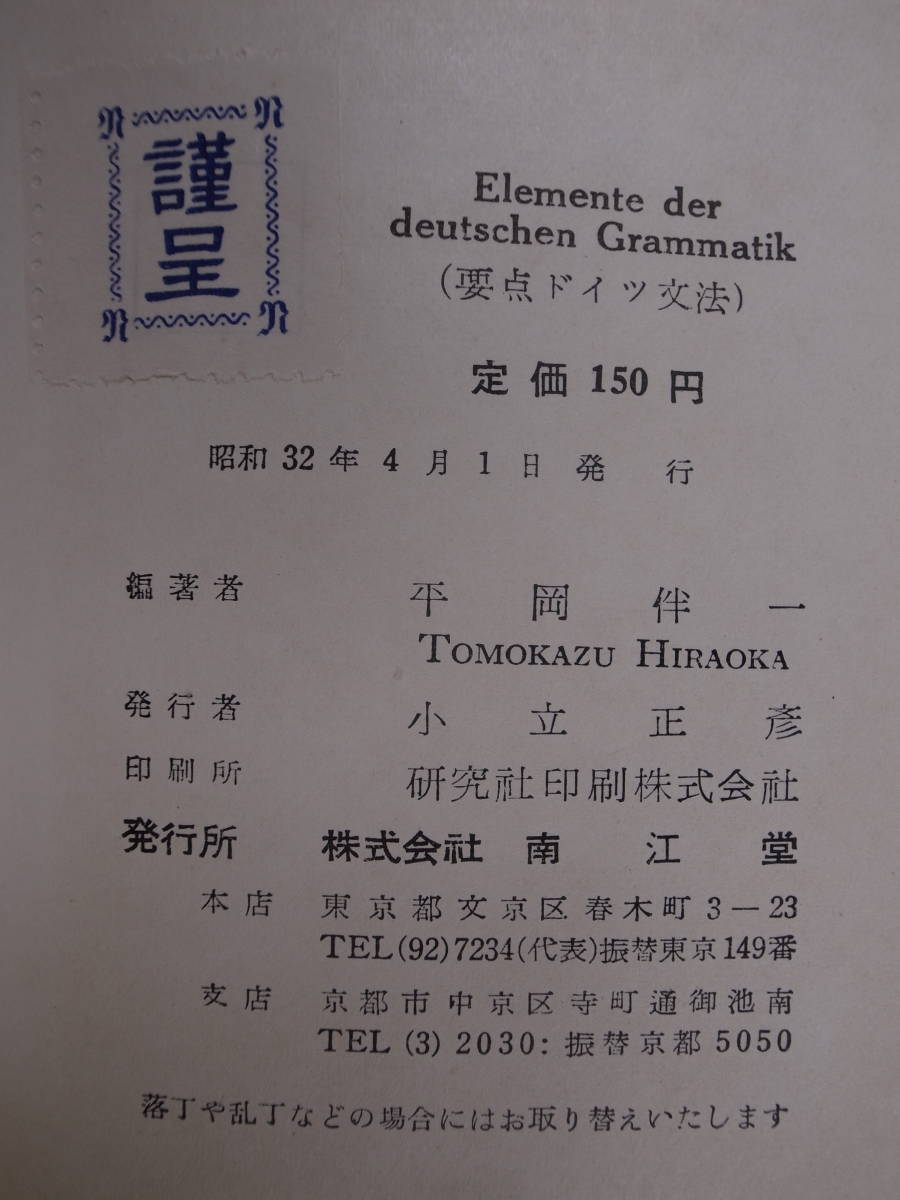 謹呈
Elemente der
deutschen Grammatik
(要点ドイツ文法)
定価 150 円
昭和 32 年 4 月 1 日 発 行
編著者 平岡伴一
TOMOKAZU HIRAOKA
発行者 小立正彦
印刷所 研究社印刷株式会社
発行所 株式会社 南江堂
本店 東京都文京区春木町 3—23
TEL(92)7234(代表)振替東京149番
支店 京都市中京区寺町通御池南
TEL (3) 2030: 振替京都 5050
落丁や乱丁などの場合にはお取り替えいたします